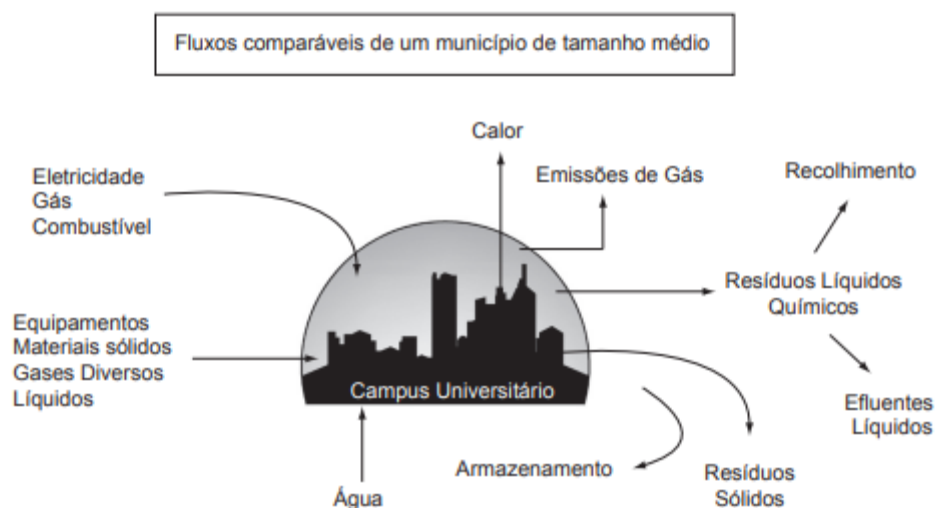 Fluxos comparáveis de um município de tamanho médio
Calor
Emissões de Gás
Recolhimento
Eletricidade
Gás
Combustível
Resíduos Líquidos
Químicos
Equipamentos
Materiais sólidos
Gases Diversos
Líquidos
Campus Universitário
Efluentes
Líquidos
Armazenamento
Resíduos
Sólidos
Água